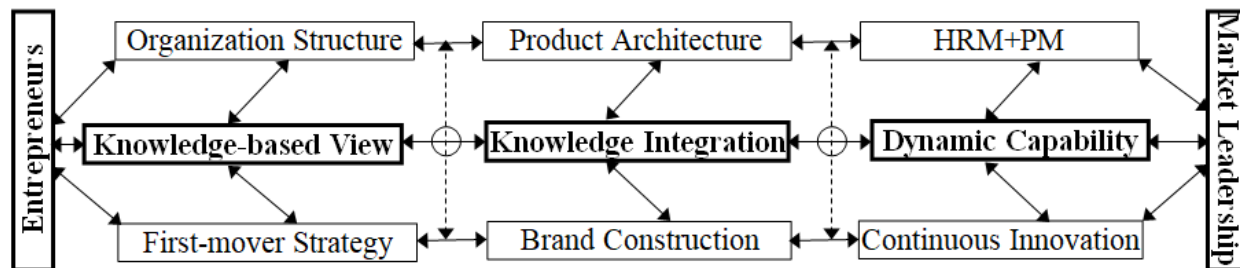 Entrepreneurs
Organization Structure
Product Architecture
HRM+PM
Knowledge-based View
Knowledge Integration
Dynamic Capability
First-mover Strategy
Brand Construction
Continuous Innovation
Market Leadership